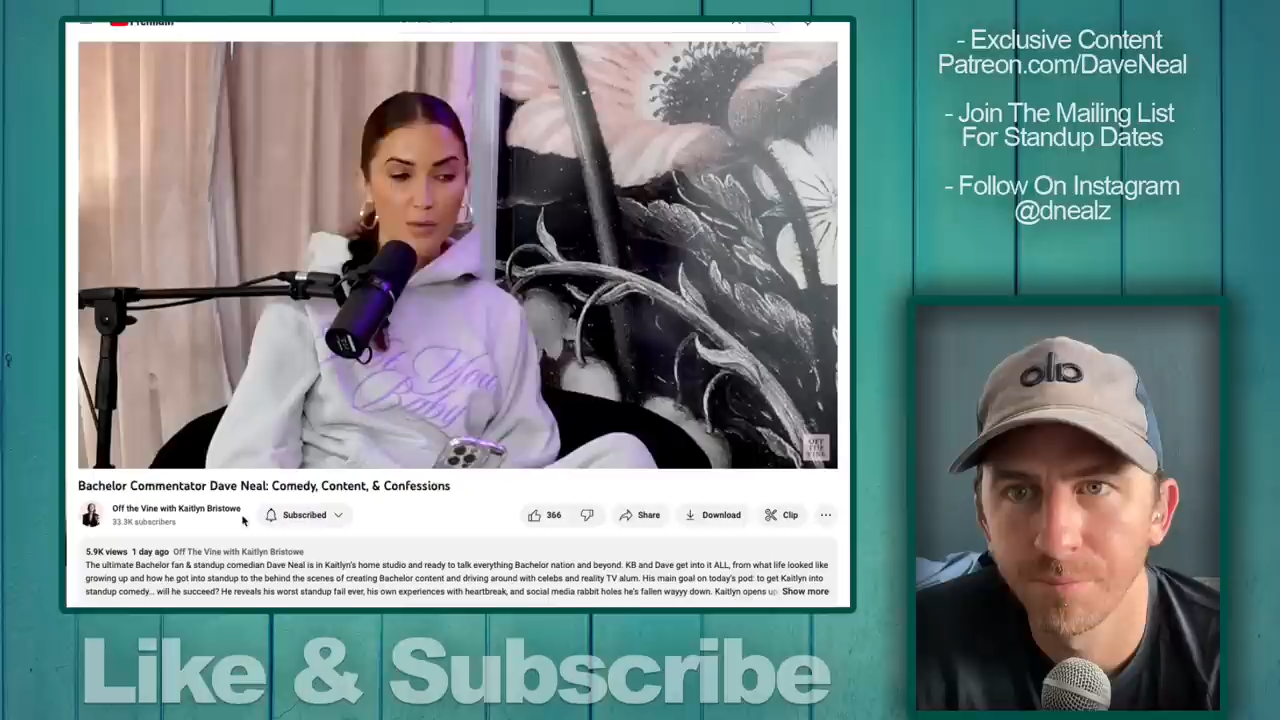 - Exclusive Content
Patreon.com/DaveNeal
- Join The Mailing List
For Standup Dates
- Follow On Instagram
@dnealz
You
Baby
OFF
THE
VINE
alo
Bachelor Commentator Dave Neal: Comedy, Content, & Confessions
Off the Vine with Kaitlyn Bristowe
33.3K subscribers
Subscribed
366
Share
Download
Clip
5.9K views 1 day ago Off The Vine with Kaitlyn Bristowe
The ultimate Bachelor fan & standup comedian Dave Neal is in Kaitlyn's home studio and ready to talk everything Bachelor nation and beyond. KB and Dave get into it ALL, from what life looked like
growing up and how he got into standup to the behind the scenes of creating Bachelor content and driving around with celebs and reality TV alum. His main goal on today's pod: to get Kaitlyn into
standup comedy... will he succeed? He reveals his worst standup fail ever, his own experiences with heartbreak, and social media rabbit holes he's fallen wayyy down. Kaitlyn opens up Show more
Like & Subscribe